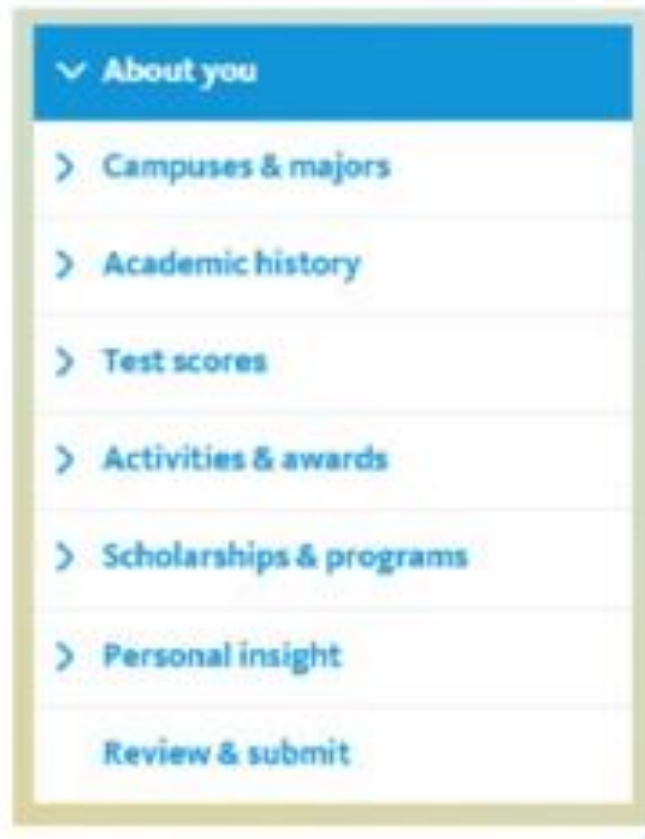 About you
Campuses & majors
Academic history
Test scores
Activities & awards
Scholarships & programs
Personal insight
Review & submit